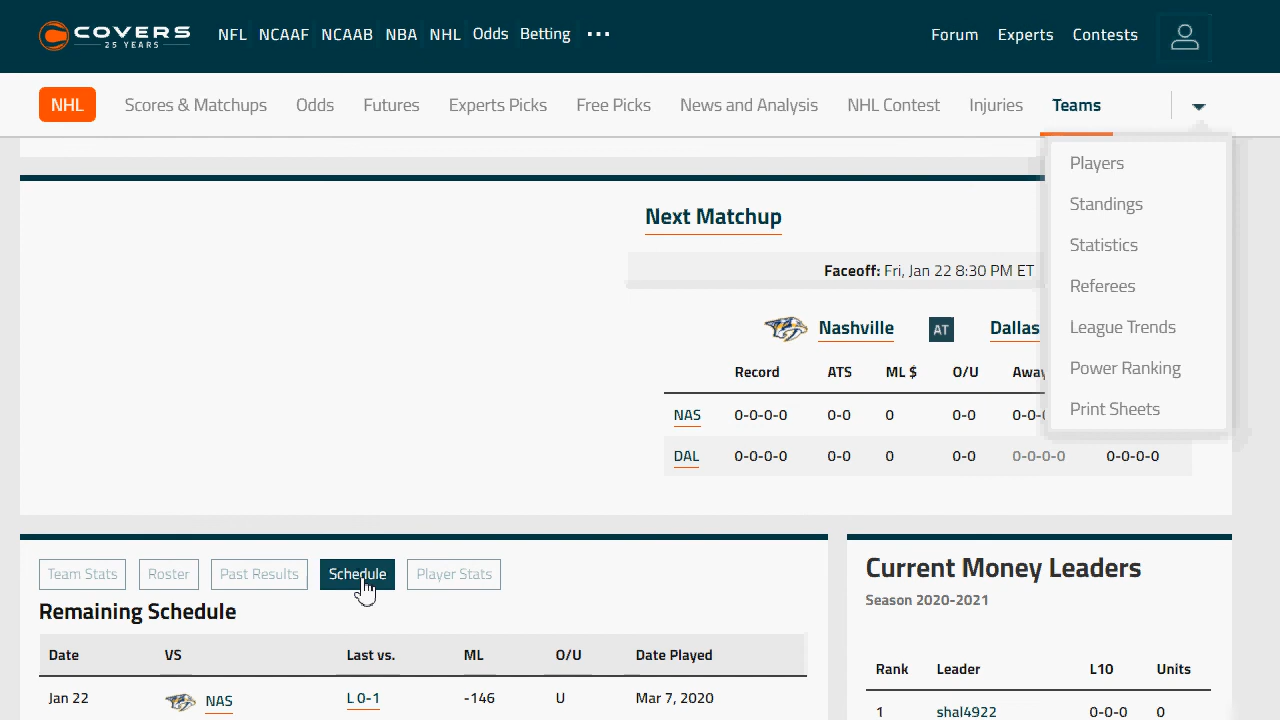 COVERS
25 YEARS
NFL NCAAF NCAAB NBA NHL Odds Betting ···
Forum Experts Contests
NHL Scores & Matchups Odds Futures Experts Picks Free Picks News and Analysis NHL Contest Injuries Teams
Players
Standings
Statistics
Referees
League Trends
Power Ranking
Print Sheets
Next Matchup
Faceoff: Fri, Jan 22 8:30 PM ET
Nashville AT Dallas
Record ATS ML $ O/U Away
NAS 0-0-0-0 0-0 0 0-0 0-0-
DAL 0-0-0-0 0-0 0 0-0 0-0-0-0 0-0-0-0
Team Stats Roster Past Results Schedule Player Stats
Remaining Schedule
Date VS Last vs. ML O/U Date Played
Jan 22 NAS L 0-1 -146 U Mar 7, 2020
Current Money Leaders
Season 2020-2021
Rank Leader L10 Units
1 shal4922 0-0-0 0